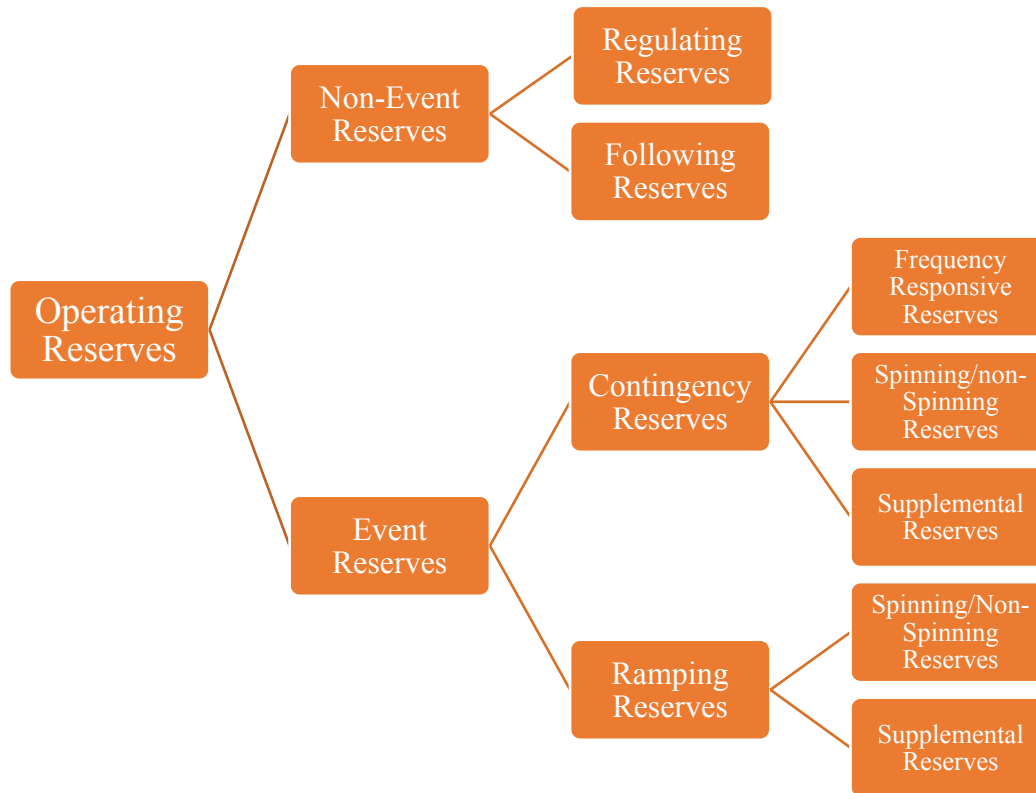 Regulating
Reserves
Non-Event
Reserves
Following
Reserves
Frequency
Responsive
Reserves
Operating
Reserves
Contingency
Reserves
Spinning/non-
Spinning
Reserves
Supplemental
Reserves
Event
Reserves
Spinning/Non-
Spinning
Reserves
Ramping
Reserves
Supplemental
Reserves